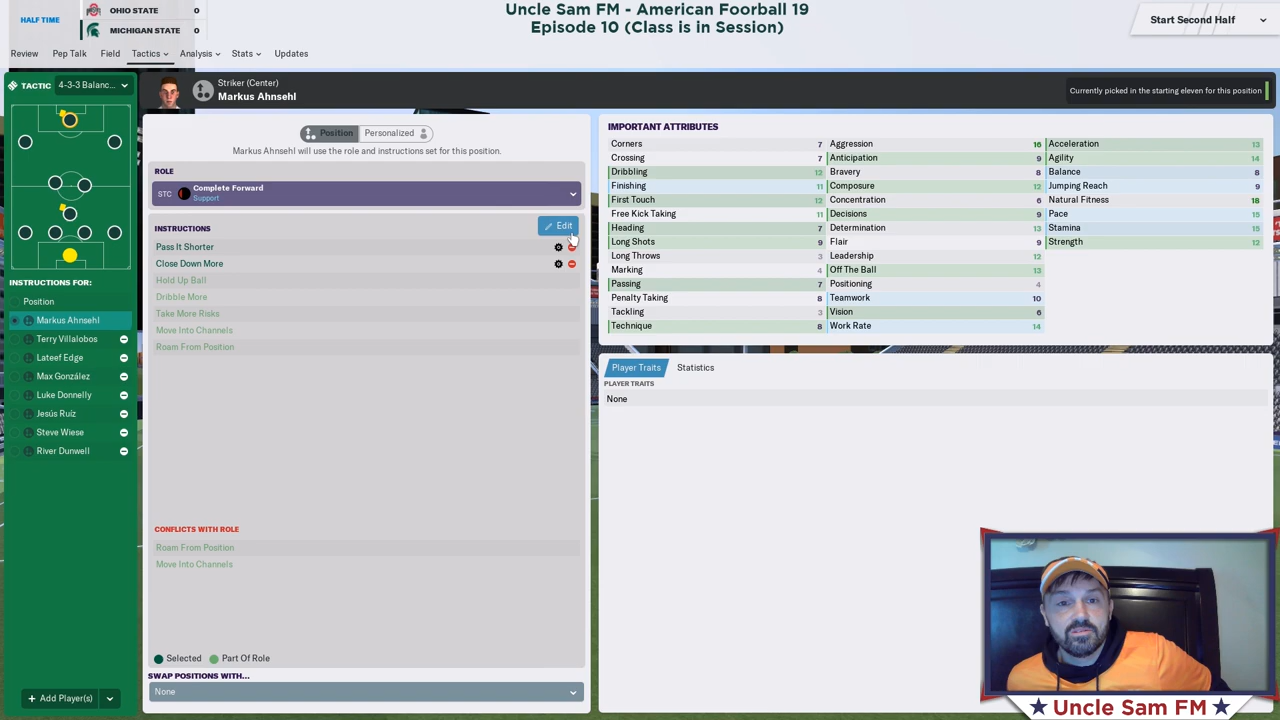 HALF TIME
OHIO STATE 0
MICHIGAN STATE 0
Uncle Sam FM - American Foorball 19
Episode 10 (Class is in Session)
Start Second Half
Review Pep Talk Field Tactics Analysis Stats Updates
TACTIC 4-3-3 Balanc...
Striker (Center)
Markus Ahnsehl
Currently picked in the starting eleven for this position
Position Personalized
Markus Ahnsehl will use the role and instructions set for this position.
ROLE
STC Complete Forward
Support
INSTRUCTIONS Edit
Pass It Shorter
Close Down More
Hold Up Ball
Dribble More
Take More Risks
Move Into Channels
Roam From Position
CONFLICTS WITH ROLE
Roam From Position
Move Into Channels
Selected Part Of Role
SWAP POSITIONS WITH...
None
INSTRUCTIONS FOR:
Position
Markus Ahnsehl
Terry Villalobos
Lateef Edge
Max González
Luke Donnelly
Jesús Ruíz
Steve Wiese
River Dunwell
+ Add Player(s)
IMPORTANT ATTRIBUTES
Corners 7 Aggression 16 Acceleration 13
Crossing 7 Anticipation 9 Agility 14
Dribbling 12 Bravery 8 Balance 8
Finishing 11 Composure 12 Jumping Reach 9
First Touch 12 Concentration 6 Natural Fitness 18
Free Kick Taking 11 Decisions 9 Pace 15
Heading 7 Determination 13 Stamina 15
Long Shots 9 Flair 9 Strength 12
Long Throws 3 Leadership 12
Marking 4 Off The Ball 13
Passing 7 Positioning 4
Penalty Taking 8 Teamwork 10
Tackling 3 Vision 6
Technique 8 Work Rate 14
Player Traits Statistics
PLAYER TRAITS
None
Uncle Sam FM